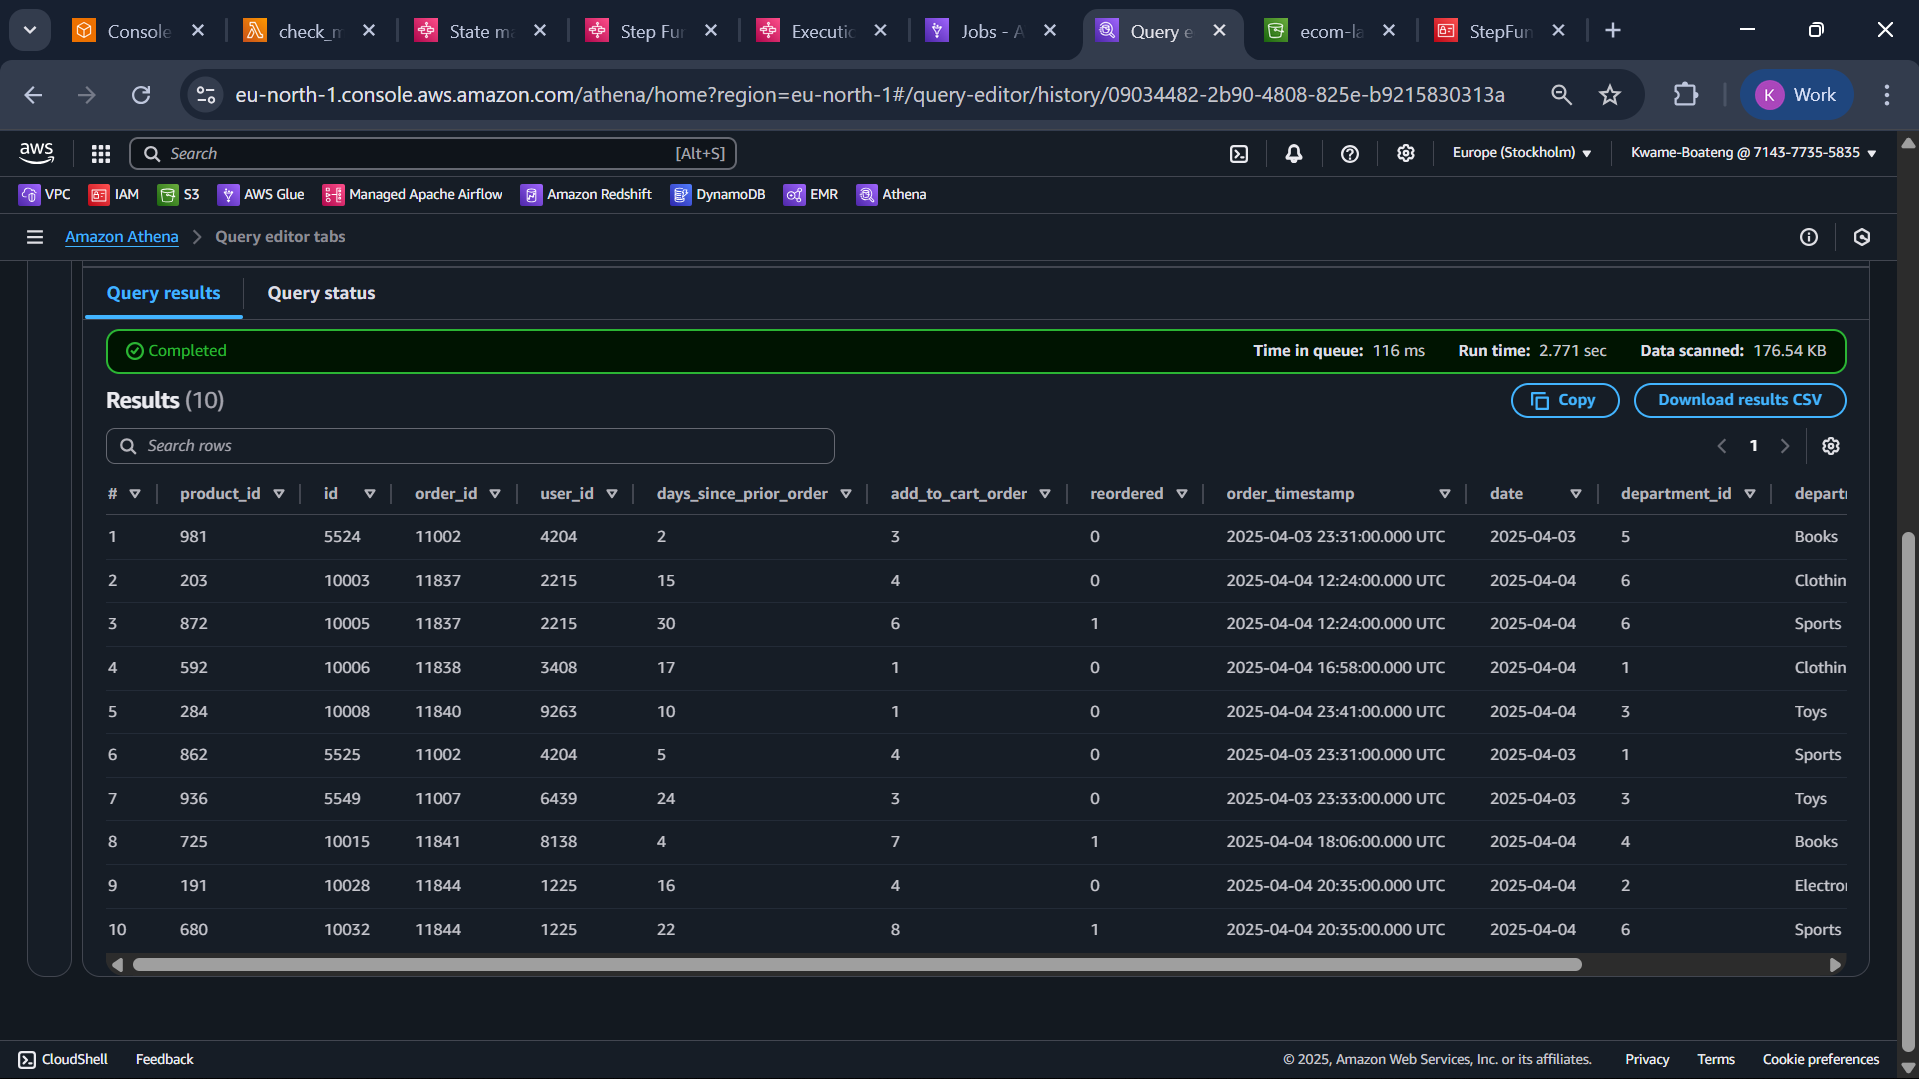 Console
check_m
State ma
Step Fun
Executio
Jobs - A
Query e
ecom-la
StepFun
eu-north-1.console.aws.amazon.com/athena/home?region=eu-north-1#/query-editor/history/09034482-2b90-4808-825e-b9215830313a
K Work
aws
Search [Alt+S]
Europe (Stockholm)
Kwame-Boateng @ 7143-7735-5835
VPC IAM S3 AWS Glue Managed Apache Airflow Amazon Redshift DynamoDB EMR Athena
Amazon Athena Query editor tabs
Query results Query status
Completed Time in queue: 116 ms Run time: 2.771 sec Data scanned: 176.54 KB
Results (10) Copy Download results CSV
Search rows 1
# product_id id order_id user_id days_since_prior_order add_to_cart_order reordered order_timestamp date department_id departm
1 981 5524 11002 4204 2 3 0 2025-04-03 23:31:00.000 UTC 2025-04-03 5 Books
2 203 10003 11837 2215 15 4 0 2025-04-04 12:24:00.000 UTC 2025-04-04 6 Clothin
3 872 10005 11837 2215 30 6 1 2025-04-04 12:24:00.000 UTC 2025-04-04 6 Sports
4 592 10006 11838 3408 17 1 0 2025-04-04 16:58:00.000 UTC 2025-04-04 1 Clothin
5 284 10008 11840 9263 10 1 0 2025-04-04 23:41:00.000 UTC 2025-04-04 3 Toys
6 862 5525 11002 4204 5 4 0 2025-04-03 23:31:00.000 UTC 2025-04-03 1 Sports
7 936 5549 11007 6439 24 3 0 2025-04-03 23:33:00.000 UTC 2025-04-03 3 Toys
8 725 10015 11841 8138 4 7 1 2025-04-04 18:06:00.000 UTC 2025-04-04 4 Books
9 191 10028 11844 1225 16 4 0 2025-04-04 20:35:00.000 UTC 2025-04-04 2 Electron
10 680 10032 11844 1225 22 8 1 2025-04-04 20:35:00.000 UTC 2025-04-04 6 Sports
CloudShell Feedback © 2025, Amazon Web Services, Inc. or its affiliates. Privacy Terms Cookie preferences